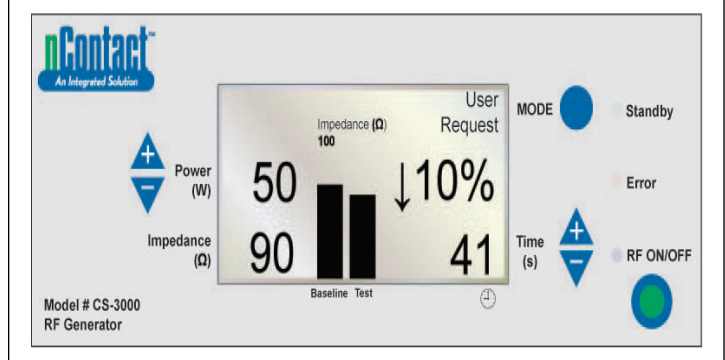 nContact™
An Integrated Solution
User
Request
Impedance (Ω)
100
MODE
Standby
+
−
Power
(W)
50
↓10%
Error
Impedance
(Ω)
90
41
Time
(s)
+
−
RF ON/OFF
Baseline Test
Model # CS-3000
RF Generator